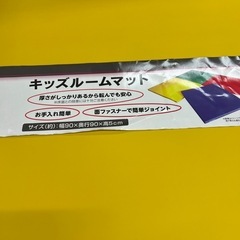 キッズルームマット
厚さがしっかりあるから転んでも安心
お手入れ簡単
面ファスナーで簡単ジョイント
サイズ(約):幅90×奥行90×高5cm